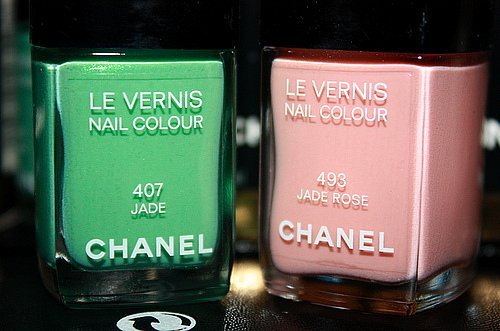 LE VERNIS
NAIL COLOUR
407
JADE
CHANEL
LE VERNIS
NAIL COLOUR
493
JADE ROSE
CHANEL